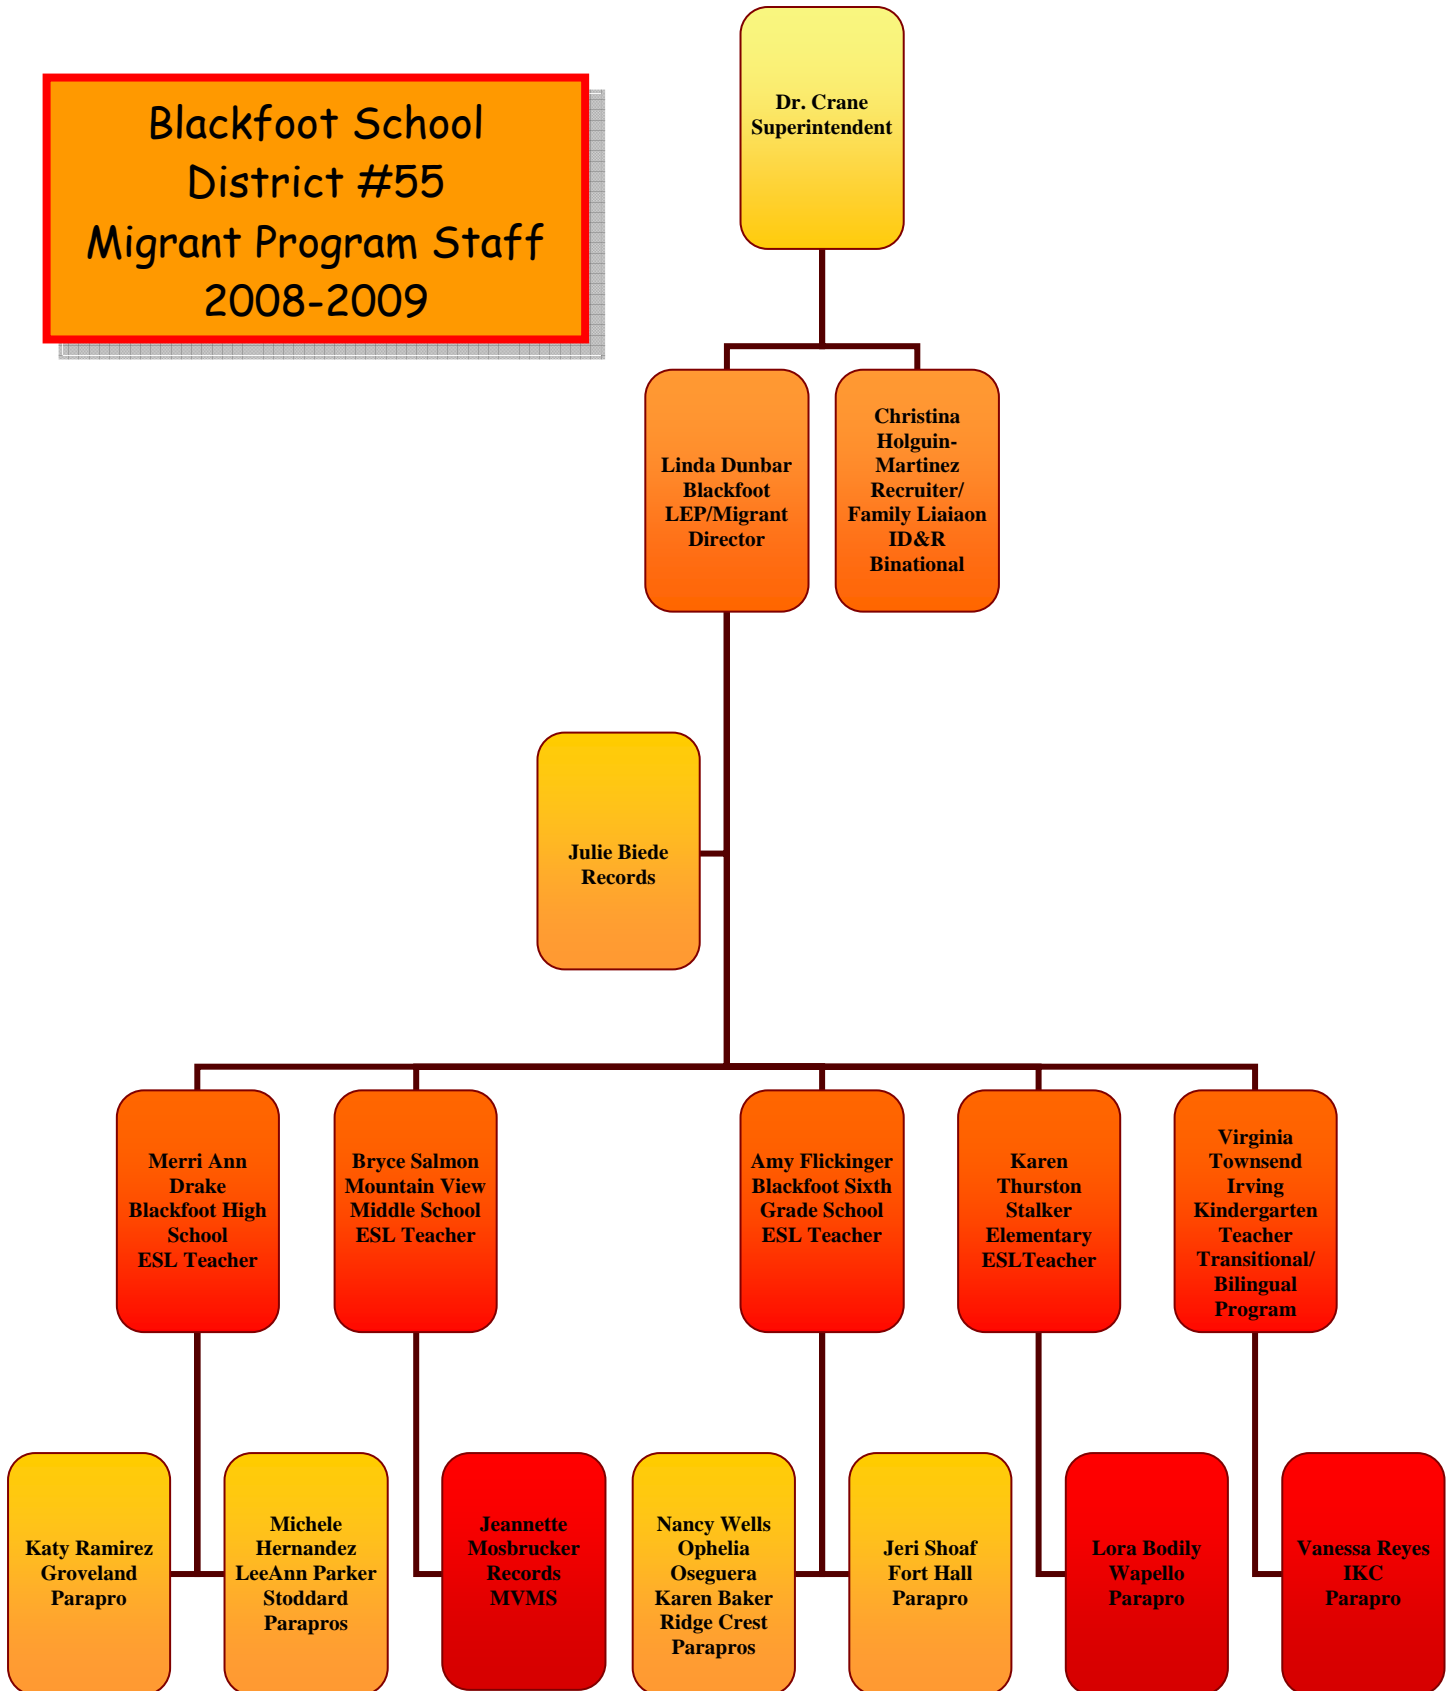 Blackfoot School
District #55
Migrant Program Staff
2008-2009
Dr. Crane
Superintendent
Linda Dunbar
Blackfoot
LEP/Migrant
Director
Christina
Holguin-
Martinez
Recruiter/
Family Liaiaon
ID&R
Binational
Julie Biede
Records
Merri Ann
Drake
Blackfoot High
School
ESL Teacher
Bryce Salmon
Mountain View
Middle School
ESL Teacher
Amy Flickinger
Blackfoot Sixth
Grade School
ESL Teacher
Karen
Thurston
Stalker
Elementary
ESLTeacher
Virginia
Townsend
Irving
Kindergarten
Teacher
Transitional/
Bilingual
Program
Katy Ramirez
Groveland
Parapro
Michele
Hernandez
LeeAnn Parker
Stoddard
Parapros
Jeannette
Mosbrucker
Records
MVMS
Nancy Wells
Ophelia
Oseguera
Karen Baker
Ridge Crest
Parapros
Jeri Shoaf
Fort Hall
Parapro
Lora Bodily
Wapello
Parapro
Vanessa Reyes
IKC
Parapro